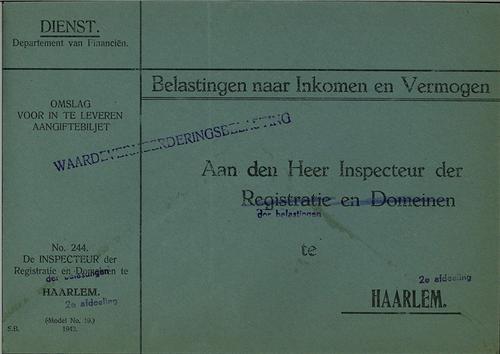 DIENST.
Departement van Financiën.
OMSLAG
VOOR IN TE LEVEREN
AANGIFTEBILJET
Belastingen naar Inkomen en Vermogen
WAARDEVERMEERDERINGSBELASTING
Aan den Heer Inspecteur der
Registratie en Domeinen
der belastingen
te
2e afdeeling
HAARLEM.
No. 244.
De INSPECTEUR der
Registratie en Domeinen te
der belastingen
HAARLEM.
2e afdeeling
(Model No. 19.)
S.B. 1943.